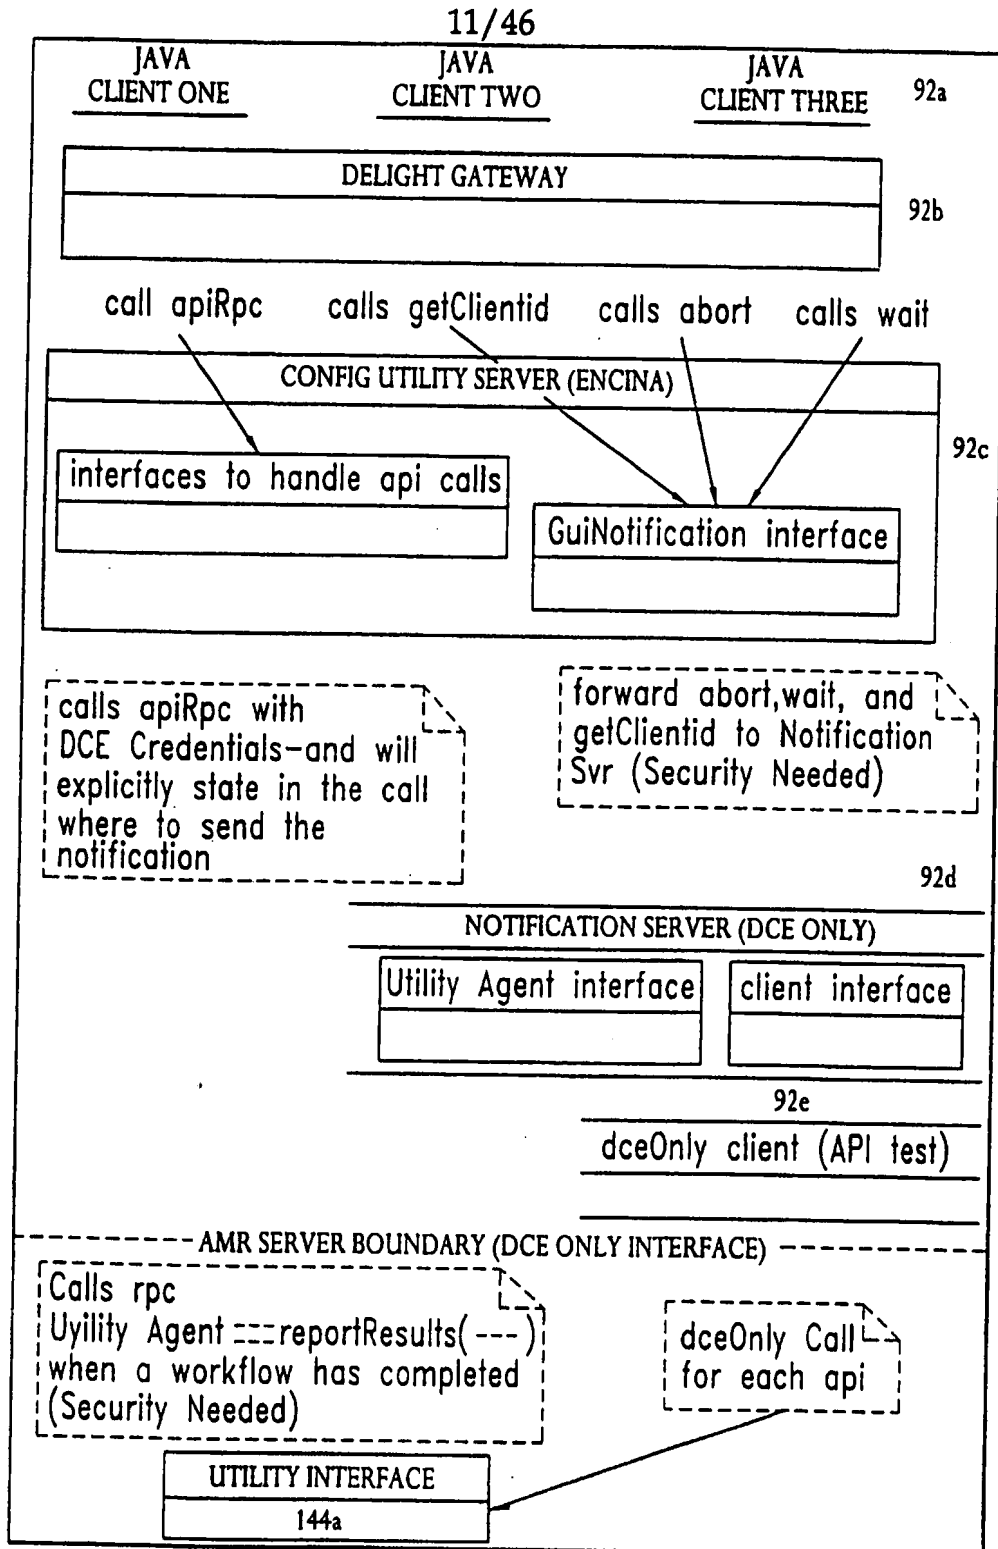 11/46
JAVA
CLIENT ONE
JAVA
CLIENT TWO
JAVA
CLIENT THREE
92a
DELIGHT GATEWAY
92b
call apiRpc
calls getClientid
calls abort
calls wait
CONFIG UTILITY SERVER (ENCINA)
92c
interfaces to handle api calls
GuiNotification interface
calls apiRpc with
DCE Credentials-and will
explicitly state in the call
where to send the
notification
forward abort,wait, and
getClientid to Notification
Svr (Security Needed)
92d
NOTIFICATION SERVER (DCE ONLY)
Utility Agent interface
client interface
92e
dceOnly client (API test)
AMR SERVER BOUNDARY (DCE ONLY INTERFACE)
Calls rpc
Uyility Agent ===reportResults(---)
when a workflow has completed
(Security Needed)
dceOnly Call
for each api
UTILITY INTERFACE
144a